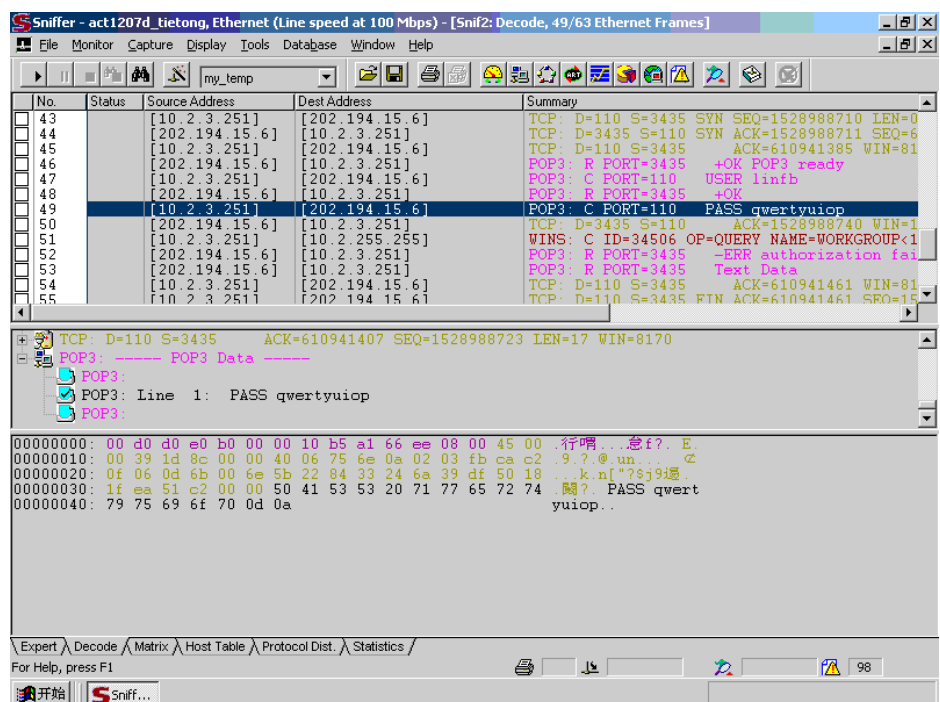 Sniffer - act1207d_tietong, Ethernet (Line speed at 100 Mbps) - [Snif2: Decode, 49/63 Ethernet Frames]
File Monitor Capture Display Tools Database Window Help
my_temp
No. Status Source Address Dest Address Summary
43 [10.2.3.251] [202.194.15.6] TCP: D=110 S=3435 SYN SEQ=1528988710 LEN=0
44 [202.194.15.6] [10.2.3.251] TCP: D=3435 S=110 SYN ACK=1528988711 SEQ=6
45 [10.2.3.251] [202.194.15.6] TCP: D=110 S=3435 ACK=610941385 WIN=81
46 [202.194.15.6] [10.2.3.251] POP3: R PORT=3435 +OK POP3 ready
47 [10.2.3.251] [202.194.15.6] POP3: C PORT=110 USER linfb
48 [202.194.15.6] [10.2.3.251] POP3: R PORT=3435 +OK
49 [10.2.3.251] [202.194.15.6] POP3: C PORT=110 PASS qwertyuiop
50 [202.194.15.6] [10.2.3.251] TCP: D=3435 S=110 ACK=1528988740 WIN=1
51 [10.2.3.251] [10.2.255.255] WINS: C ID=34506 OP=QUERY NAME=WORKGROUP<1
52 [202.194.15.6] [10.2.3.251] POP3: R PORT=3435 -ERR authorization fai
53 [202.194.15.6] [10.2.3.251] POP3: R PORT=3435 Text Data
54 [10.2.3.251] [202.194.15.6] TCP: D=110 S=3435 ACK=610941461 WIN=81
55 [10.2.3.251] [202.194.15.6] TCP: D=110 S=3435 FIN ACK=610941461 SEQ=15
TCP: D=110 S=3435 ACK=610941407 SEQ=1528988723 LEN=17 WIN=8170
POP3: ----- POP3 Data -----
POP3:
POP3: Line 1: PASS qwertyuiop
POP3:
00000000: 00 d0 d0 e0 b0 00 00 10 b5 a1 66 ee 08 00 45 00 .行喟....怠f?. E.
00000010: 00 39 1d 8c 00 00 40 06 75 6e 0a 02 03 fb ca c2 .9.?.@.un...
00000020: 0f 06 0d 6b 00 6e 5b 22 84 33 24 6a 39 df 50 18 ...k.n["?$j9
00000030: 1f ea 51 c2 00 00 50 41 53 53 20 71 77 65 72 74 ?. PASS qwert
00000040: 79 75 69 6f 70 0d 0a yuiop..
Expert Decode Matrix Host Table Protocol Dist. Statistics
For Help, press F1
98
开始 Sniff...